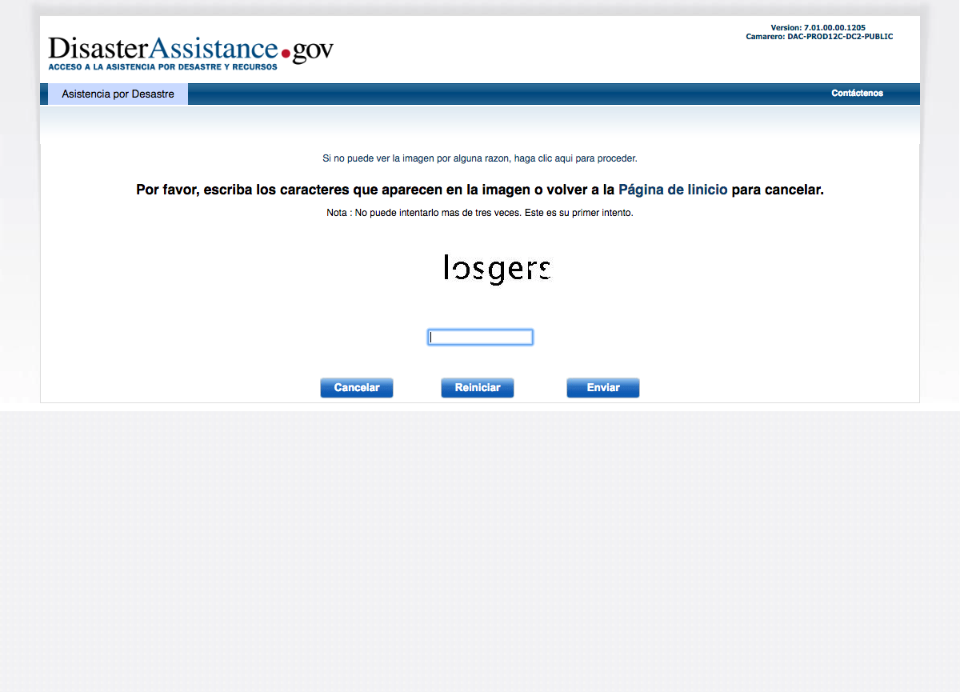 DisasterAssistance.gov
ACCESO A LA ASISTENCIA POR DESASTRE Y RECURSOS
Version: 7.01.00.00.1205
Camarero: DAC-PROD12C-DC2-PUBLIC
Asistencia por Desastre
Contáctenos
Si no puede ver la imagen por alguna razon, haga clic aqui para proceder.
Por favor, escriba los caracteres que aparecen en la imagen o volver a la Página de Iinicio para cancelar.
Nota : No puede intentarlo mas de tres veces. Este es su primer intento.
losgers
Cancelar
Reiniciar
Enviar